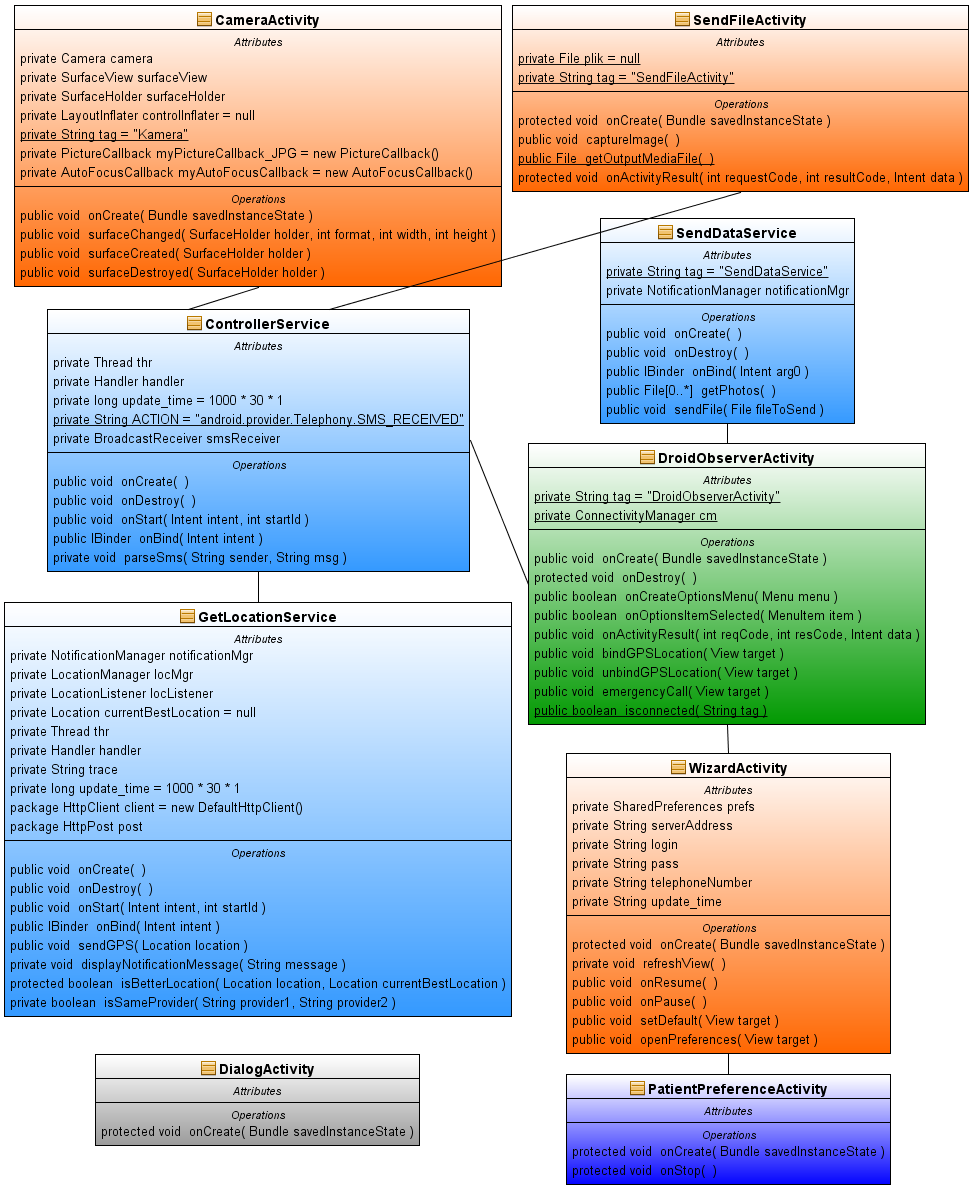 CameraActivity
Attributes
private Camera camera
private SurfaceView surfaceView
private SurfaceHolder surfaceHolder
private LayoutInflater controlInflater = null
private String tag = "Kamera"
private PictureCallback myPictureCallback_JPG = new PictureCallback()
private AutoFocusCallback myAutoFocusCallback = new AutoFocusCallback()
Operations
public void onCreate( Bundle savedInstanceState )
public void surfaceChanged( SurfaceHolder holder, int format, int width, int height )
public void surfaceCreated( SurfaceHolder holder )
public void surfaceDestroyed( SurfaceHolder holder )
SendFileActivity
Attributes
private File plik = null
private String tag = "SendFileActivity"
Operations
protected void onCreate( Bundle savedInstanceState )
public void captureImage( )
public File getOutputMediaFile( )
protected void onActivityResult( int requestCode, int resultCode, Intent data )
SendDataService
Attributes
private String tag = "SendDataService"
private NotificationManager notificationMgr
Operations
public void onCreate( )
public void onDestroy( )
public IBinder onBind( Intent arg0 )
public File[0..*] getPhotos( )
public void sendFile( File fileToSend )
ControllerService
Attributes
private Thread thr
private Handler handler
private long update_time = 1000 * 30 * 1
private String ACTION = "android.provider.Telephony.SMS_RECEIVED"
private BroadcastReceiver smsReceiver
Operations
public void onCreate( )
public void onDestroy( )
public void onStart( Intent intent, int startId )
public IBinder onBind( Intent intent )
private void parseSms( String sender, String msg )
DroidObserverActivity
Attributes
private String tag = "DroidObserverActivity"
private ConnectivityManager cm
Operations
public void onCreate( Bundle savedInstanceState )
protected void onDestroy( )
public boolean onCreateOptionsMenu( Menu menu )
public boolean onOptionsItemSelected( MenuItem item )
public void onActivityResult( int reqCode, int resCode, Intent data )
public void bindGPSLocation( View target )
public void unbindGPSLocation( View target )
public void emergencyCall( View target )
public boolean isconnected( String tag )
GetLocationService
Attributes
private NotificationManager notificationMgr
private LocationManager locMgr
private LocationListener locListener
private Location currentBestLocation = null
private Thread thr
private Handler handler
private String trace
private long update_time = 1000 * 30 * 1
package HttpClient client = new DefaultHttpClient()
package HttpPost post
Operations
public void onCreate( )
public void onDestroy( )
public void onStart( Intent intent, int startId )
public IBinder onBind( Intent intent )
public void sendGPS( Location location )
private void displayNotificationMessage( String message )
protected boolean isBetterLocation( Location location, Location currentBestLocation )
private boolean isSameProvider( String provider1, String provider2 )
WizardActivity
Attributes
private SharedPreferences prefs
private String serverAddress
private String login
private String pass
private String telephoneNumber
private String update_time
Operations
protected void onCreate( Bundle savedInstanceState )
private void refreshView( )
public void onResume( )
public void onPause( )
public void setDefault( View target )
public void openPreferences( View target )
DialogActivity
Attributes
Operations
protected void onCreate( Bundle savedInstanceState )
PatientPreferenceActivity
Attributes
Operations
protected void onCreate( Bundle savedInstanceState )
protected void onStop( )